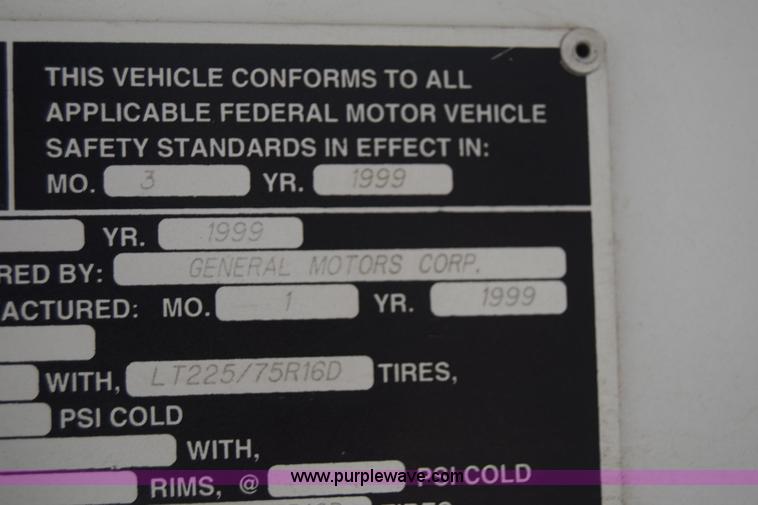 THIS VEHICLE CONFORMS TO ALL
APPLICABLE FEDERAL MOTOR VEHICLE
SAFETY STANDARDS IN EFFECT IN:
MO. 3 YR. 1999
YR. 1999
RED BY: GENERAL MOTORS CORP.
ACTURED: MO. 1 YR. 1999
WITH, LT225/75R16D TIRES,
PSI COLD
WITH,
www.purplewave.com
RIMS, @ PSI COLD
TIRES